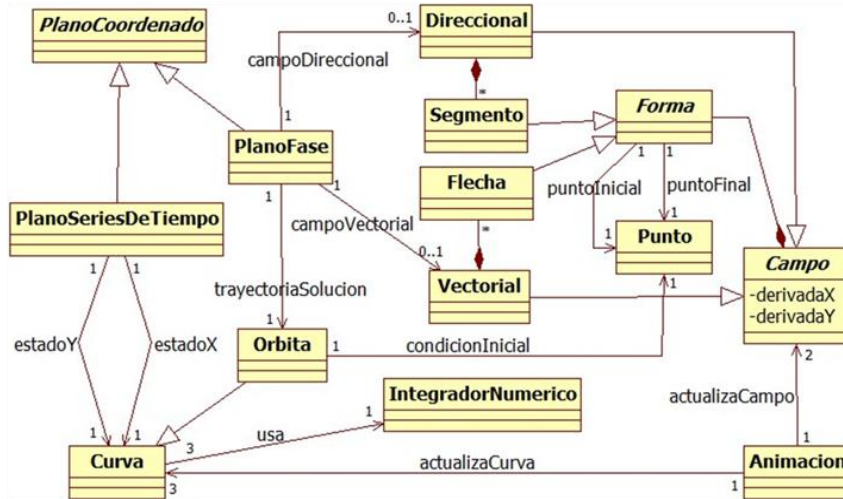 PlanoCoordenado
0..1
Direccional
campoDireccional
*
1
Segmento
Forma
PlanoFase
1
1
1
1
Flecha
puntoInicial
puntoFinal
PlanoSeriesDeTiempo
campoVectorial
*
1
1
0..1
Punto
1
1
Vectorial
1
Campo
-derivadaX
-derivadaY
trayectoriaSolucion
1
estadoY
estadoX
Orbita
1
condicionInicial
2
IntegradorNumerico
actualizaCampo
1
usa
1
1
3
1
Curva
actualizaCurva
Animacion
3
1